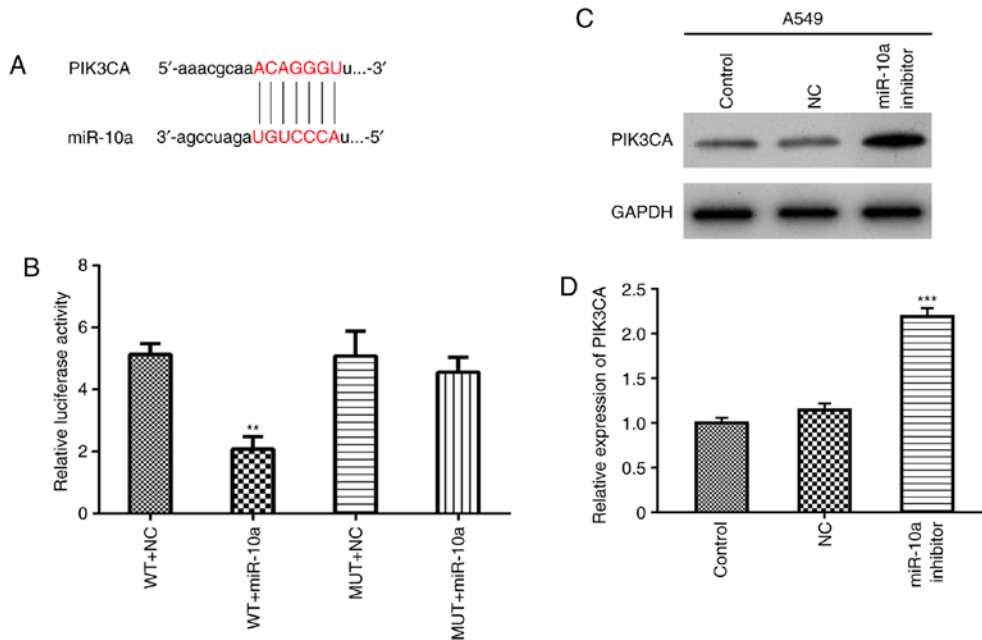 A
PIK3CA 5′-aaacgcaaACAGGGUu...-3′
miR-10a 3′-agccuagaUGUCCCAu...-5′
B
Relative luciferase activity
8
6
4
2
0
**
WT+NC
WT+miR-10a
MUT+NC
MUT+miR-10a
C
A549
Control
NC
miR-10a
inhibitor
PIK3CA
GAPDH
D
Relative expression of PIK3CA
2.5
2.0
1.5
1.0
0.5
0
***
Control
NC
miR-10a
inhibitor